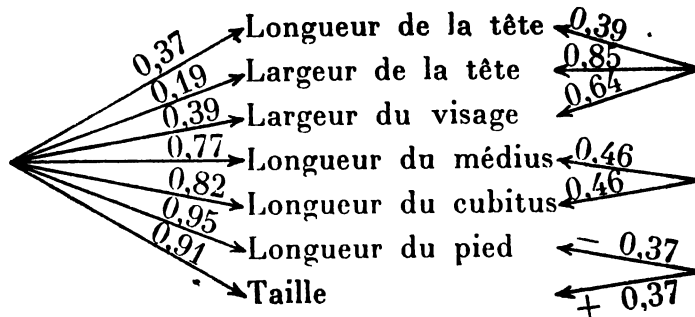 0,37 Longueur de la tête 0,39
0,19 Largeur de la tête 0,85
0,39 Largeur du visage 0,64
0,77 Longueur du médius 0,46
0,82 Longueur du cubitus 0,46
0,95 Longueur du pied – 0,37
0,91 Taille + 0,37